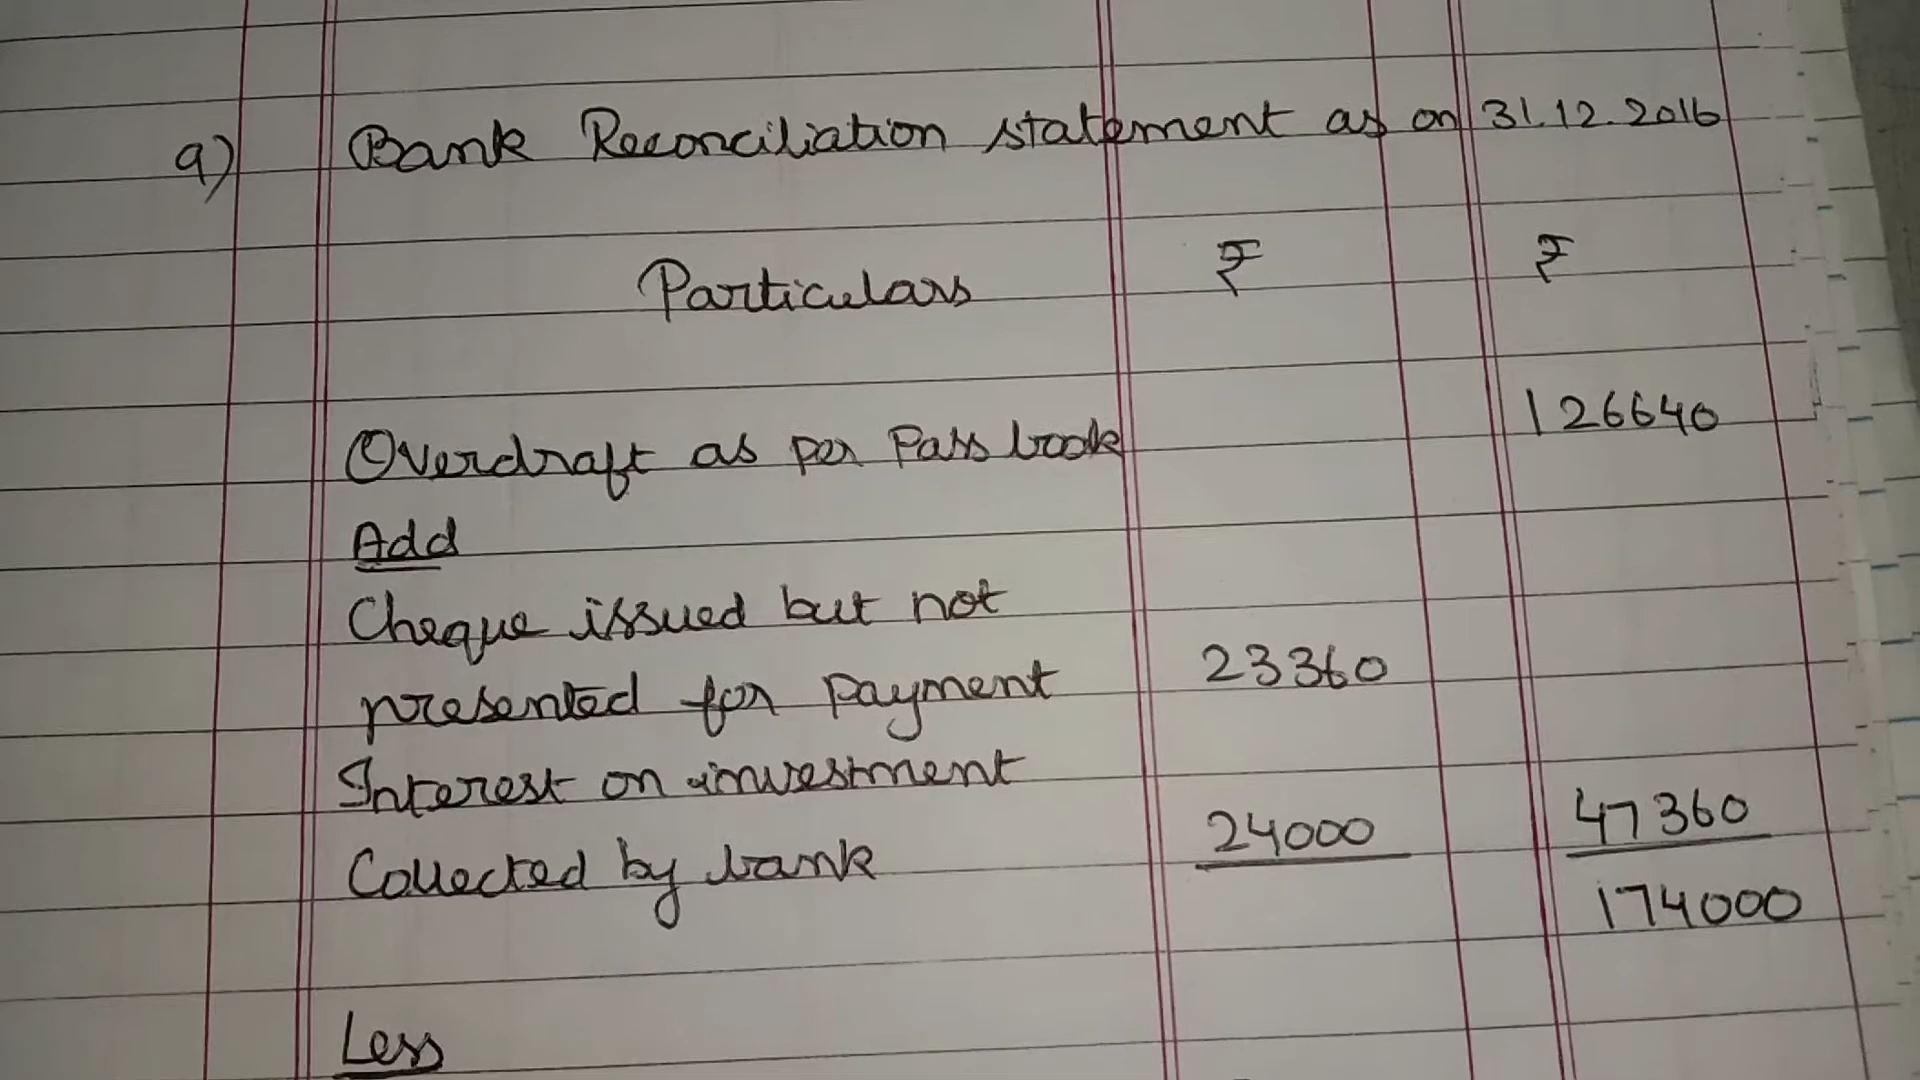 9) Bank Reconciliation statement as on 31.12.2016
Particulars ₹ ₹
Overdraft as per Pass book 126640
Add
Cheque issued but not
presented for payment 23360
Interest on investment
Collected by bank 24000 47360
174000
Less